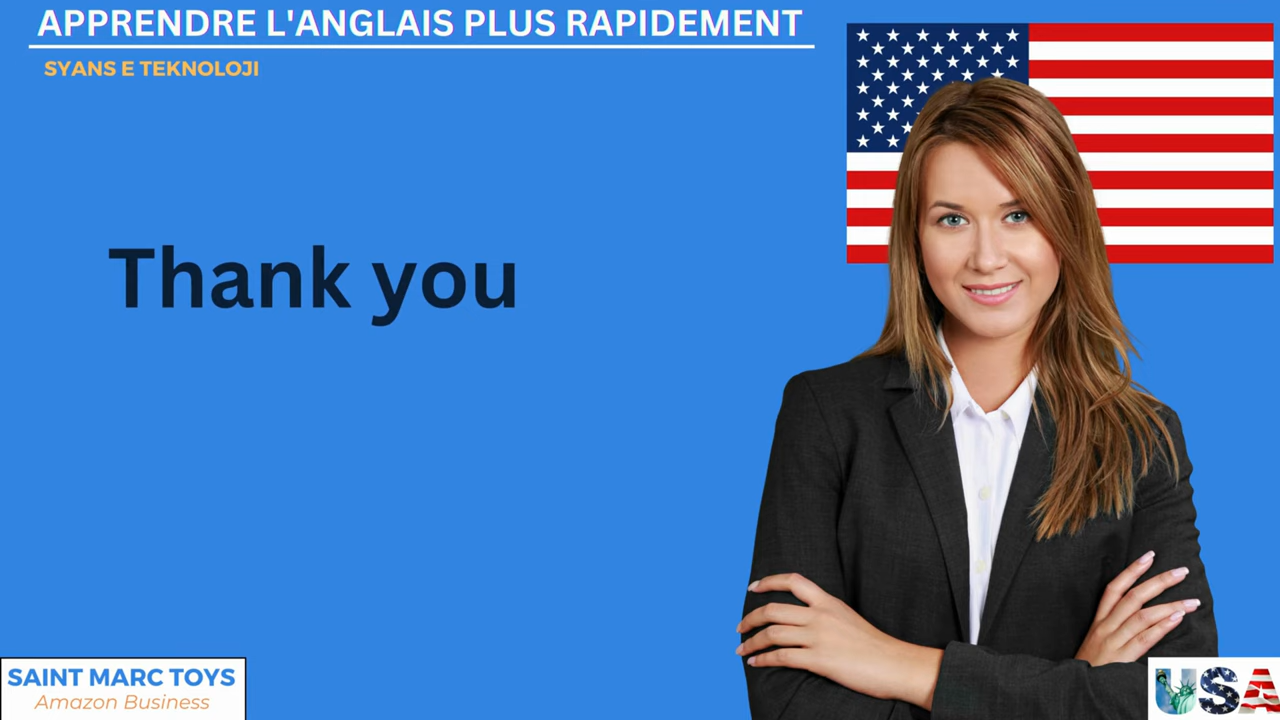 APPRENDRE L'ANGLAIS PLUS RAPIDEMENT
SYANS E TEKNOLOJI
Thank you
SAINT MARC TOYS
Amazon Business
USA